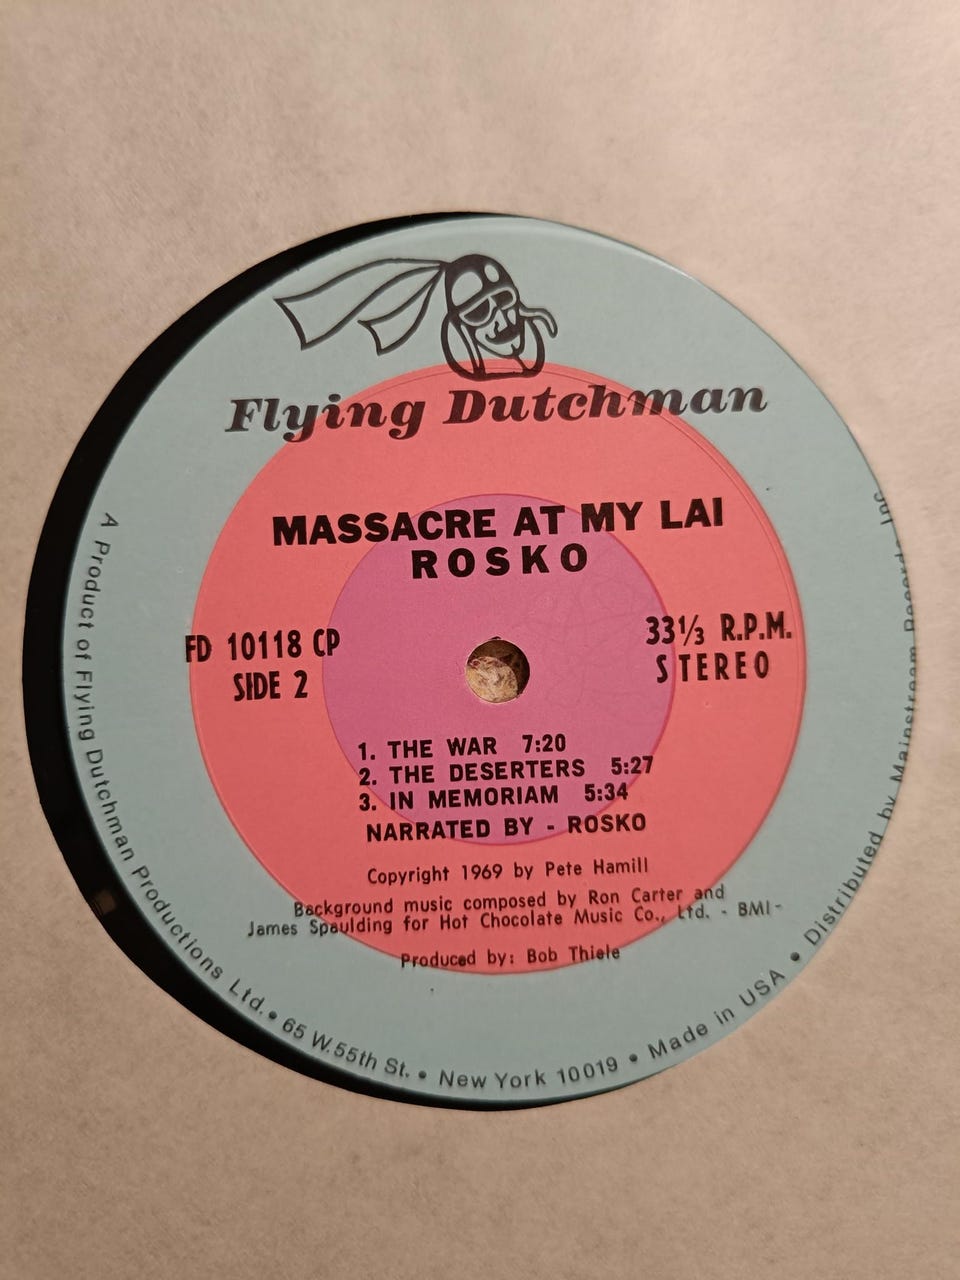 Flying Dutchman
MASSACRE AT MY LAI
ROSKO
FD 10118 CP
SIDE 2
33⅓ R.P.M.
STEREO
1. THE WAR 7:20
2. THE DESERTERS 5:27
3. IN MEMORIAM 5:34
NARRATED BY - ROSKO
Copyright 1969 by Pete Hamill
Background music composed by Ron Carter and
James Spaulding for Hot Chocolate Music Co., Ltd. - BMI -
Produced by: Bob Thiele
A Product of Flying Dutchman Productions Ltd. • 65 W.55th St. • New York 10019 • Made in USA • Distributed by Mainstream Record, Inc